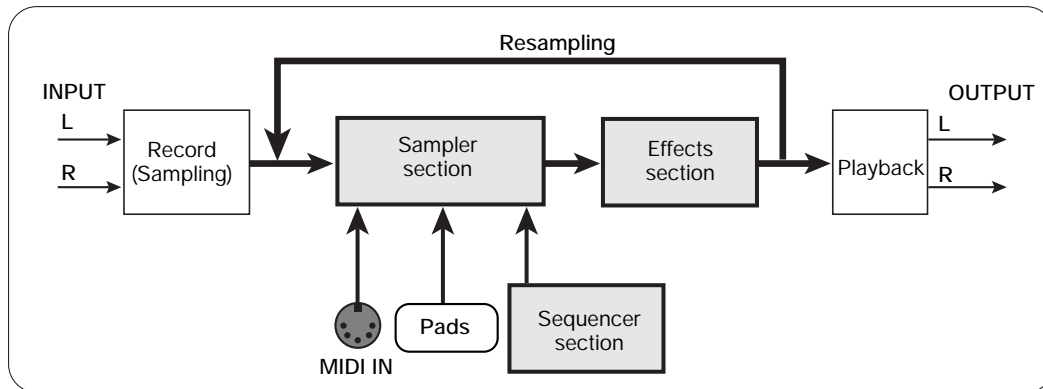 Resampling
INPUT
L
R
Record
(Sampling)
Sampler
section
Effects
section
Playback
OUTPUT
L
R
MIDI IN
Pads
Sequencer
section